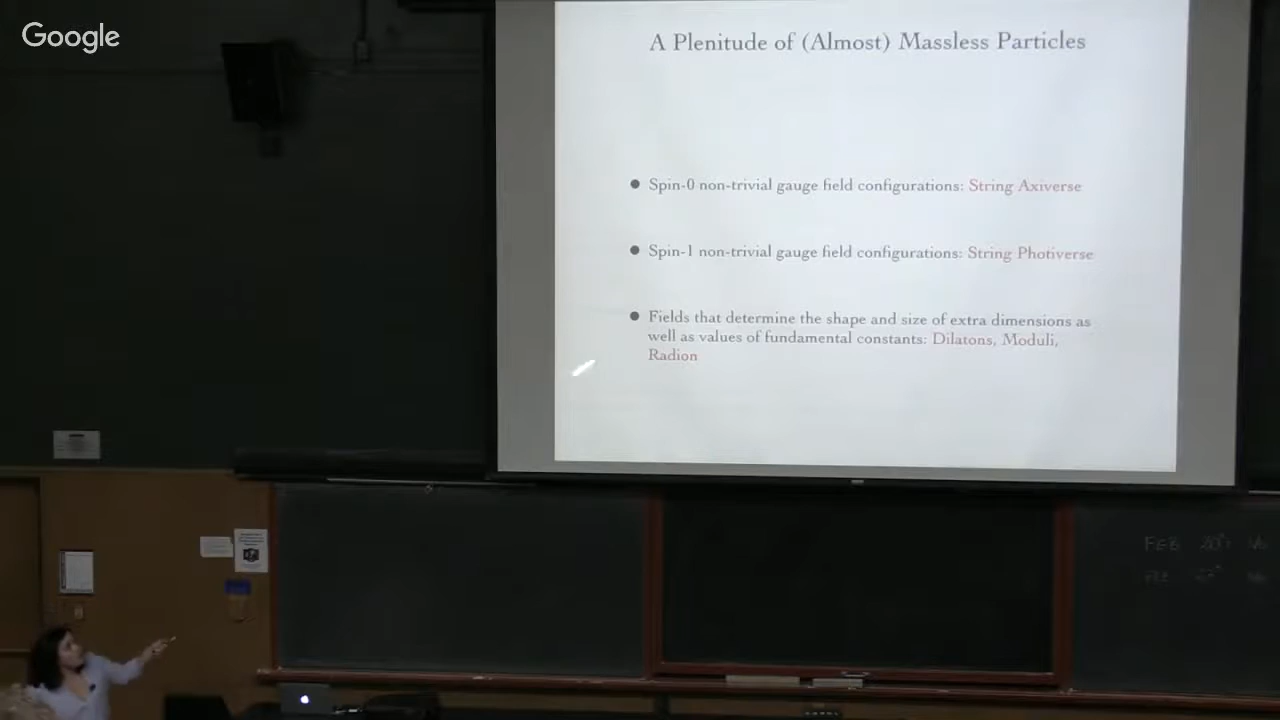 Google
A Plenitude of (Almost) Massless Particles
Spin-0 non-trivial gauge field configurations: String Axiverse
Spin-1 non-trivial gauge field configurations: String Photiverse
Fields that determine the shape and size of extra dimensions as
well as values of fundamental constants: Dilatons, Moduli,
Radion
FEB